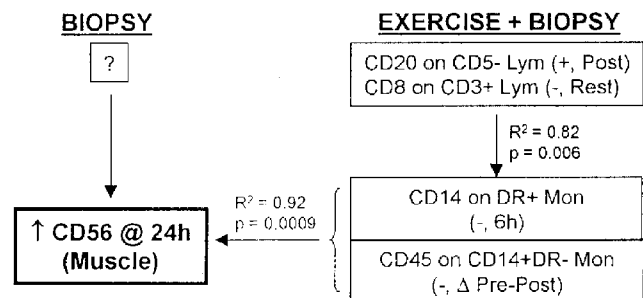 BIOPSY
?
↑ CD56 @ 24h
(Muscle)
EXERCISE + BIOPSY
CD20 on CD5- Lym (+, Post)
CD8 on CD3+ Lym (-, Rest)
R² = 0.82
p = 0.006
R² = 0.92
p = 0.0009
CD14 on DR+ Mon
(-, 6h)
CD45 on CD14+DR- Mon
(-, Δ Pre-Post)